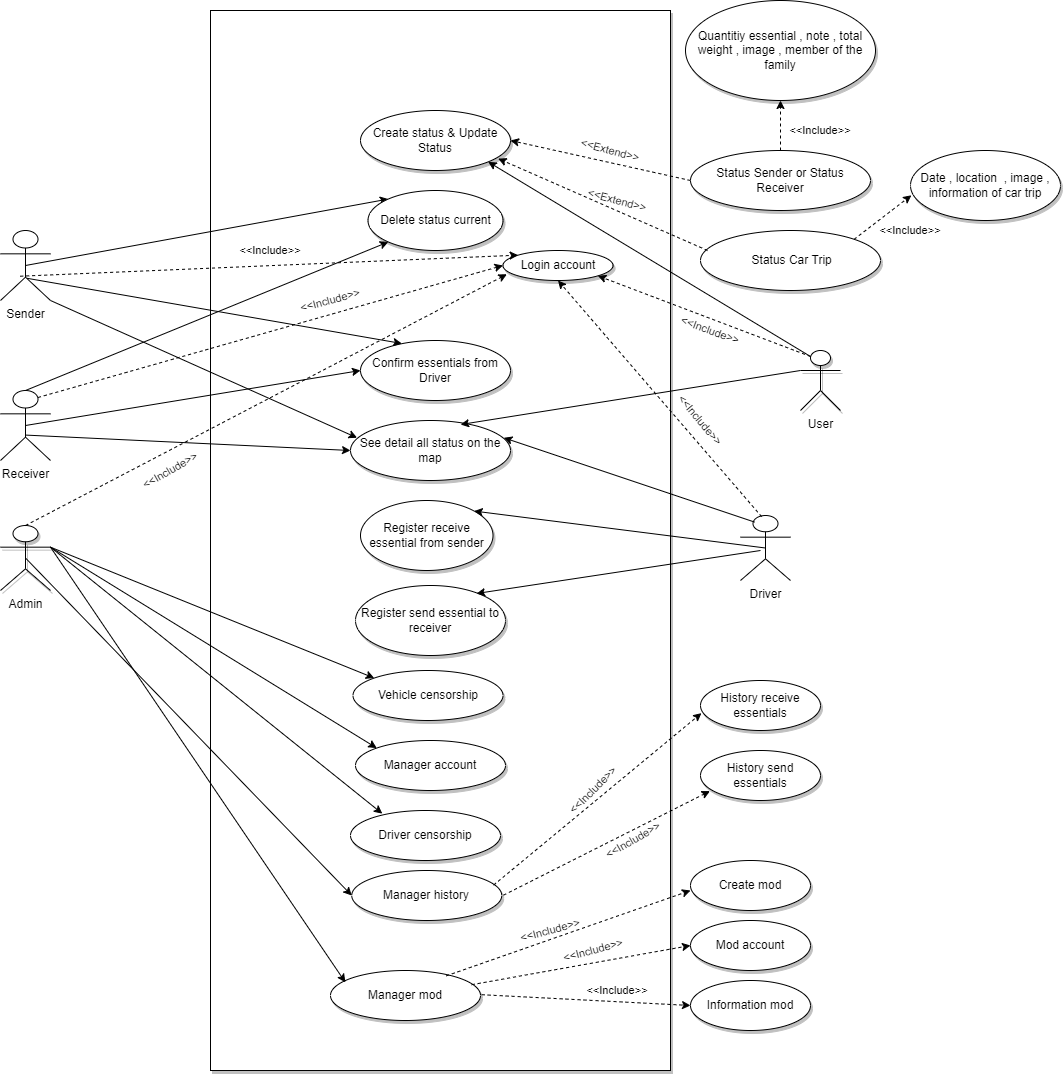 Quantitiy essential , note , total
weight , image , member of the
family
<<Include>>
Create status & Update
Status
<<Extend>>
Status Sender or Status
Receiver
Date , location , image ,
information of car trip
<<Extend>>
Delete status current
<<Include>>
Status Car Trip
<<Include>>
Login account
Sender
<<Include>>
<<Include>>
Confirm essentials from
Driver
User
<<Include>>
See detail all status on the
map
Receiver
<<Include>>
Register receive
essential from sender
Driver
Admin
Register send essential to
receiver
Vehicle censorship
History receive
essentials
Manager account
History send
essentials
<<Include>>
Driver censorship
<<Include>>
Manager history
Create mod
<<Include>>
Mod account
<<Include>>
Manager mod
<<Include>>
Information mod